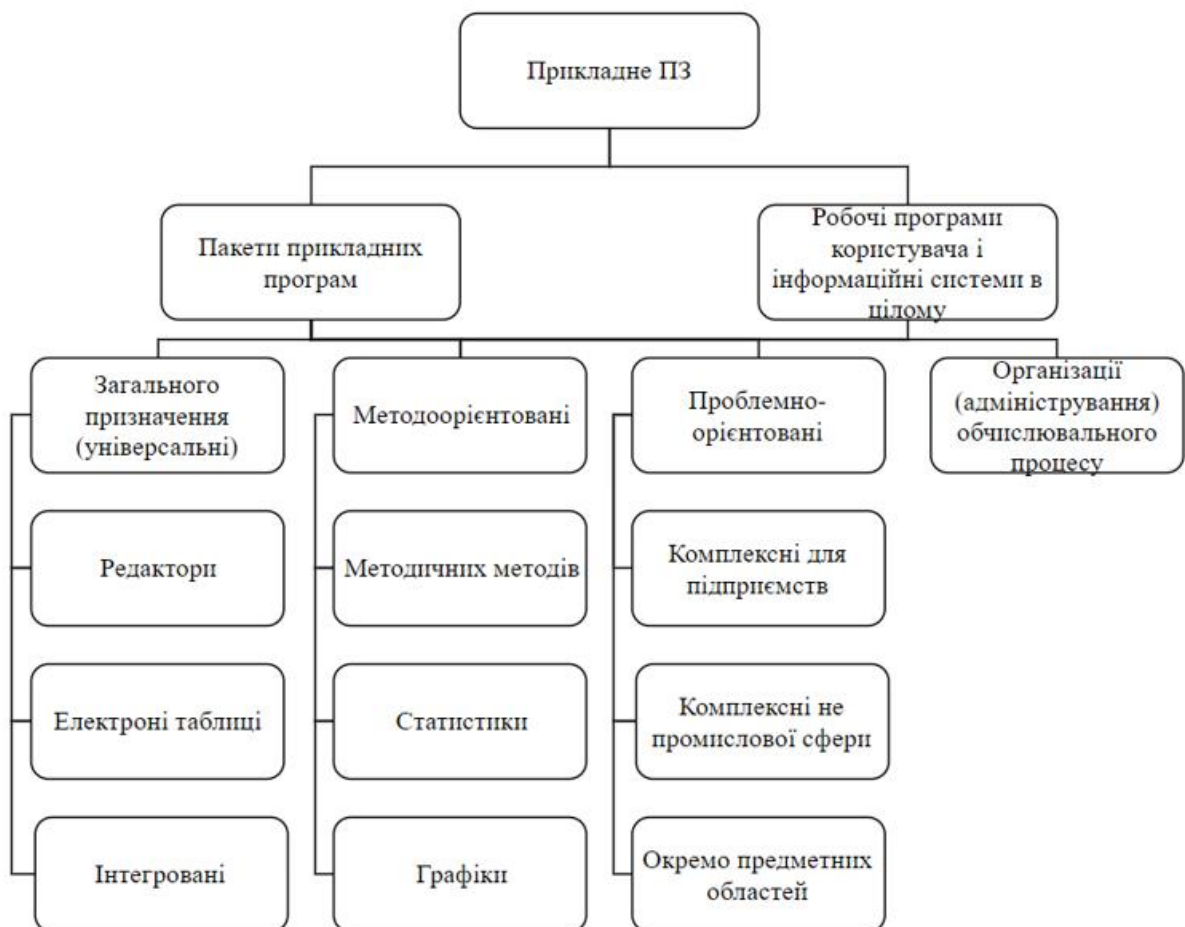 Прикладне ПЗ
Пакети прикладних
програм
Робочі програми
користувача і
інформаційні системи в
цілому
Загального
призначення
(універсальні)
Методоорієнтовані
Проблемно-
орієнтовані
Організації
(адміністрування)
обчислювального
процесу
Редактори
Методичних методів
Комплексні для
підприємств
Електроні таблиці
Статистики
Комплексні не
промислової сфери
Інтегровані
Графіки
Окремо предметних
областей